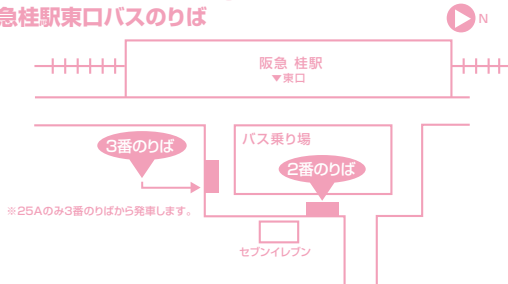 急桂駅東口バスのりば
N
阪急 桂駅
▼東口
3番のりば
バス乗り場
2番のりば
※25Aのみ3番のりばから発車します。
セブンイレブン